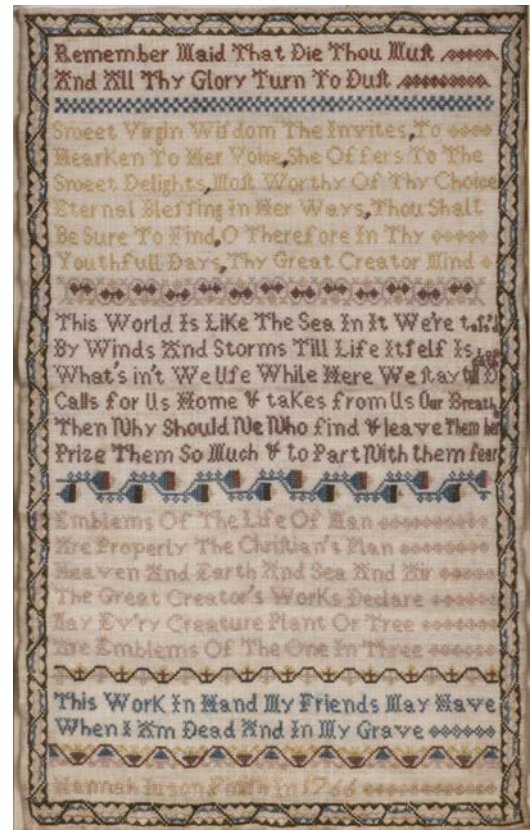 Remember Maid That Die Thou Muſt
And All Thy Glory Turn To Duſt
Sweet Virgin Wiſdom The Invites, To
HearKen To Her Voice, She Offers To The
Sweet Delights, Moſt Worthy Of Thy Choice
Eternal Bleſſing In Her Ways, Thou Shalt
Be Sure To Find, O Therefore In Thy
Youthfull Days, Thy Great Creator Mind
This World Is LiKe The Sea In It We're toſs'd
By Winds And Storms Till Life Itſelf Is
What's in't We Uſe While Here We ſtay till
Calls for Us Home & taKes from Us Our Breath
Then Why Should We Who find & leave Them her
Prize Them So Much & to Part With them fear
Emblems Of The Life Of Man
Are Properly The Chriſtian's Plan
Heaven And Earth And Sea And Air
The Great Creator's WorKs Declare
Nay Ev'ry Creature Plant Or Tree
Are Emblems Of The One In Three
This WorK In Hand My Friends May Have
When I Am Dead And In My Grave
Hannah In 1766